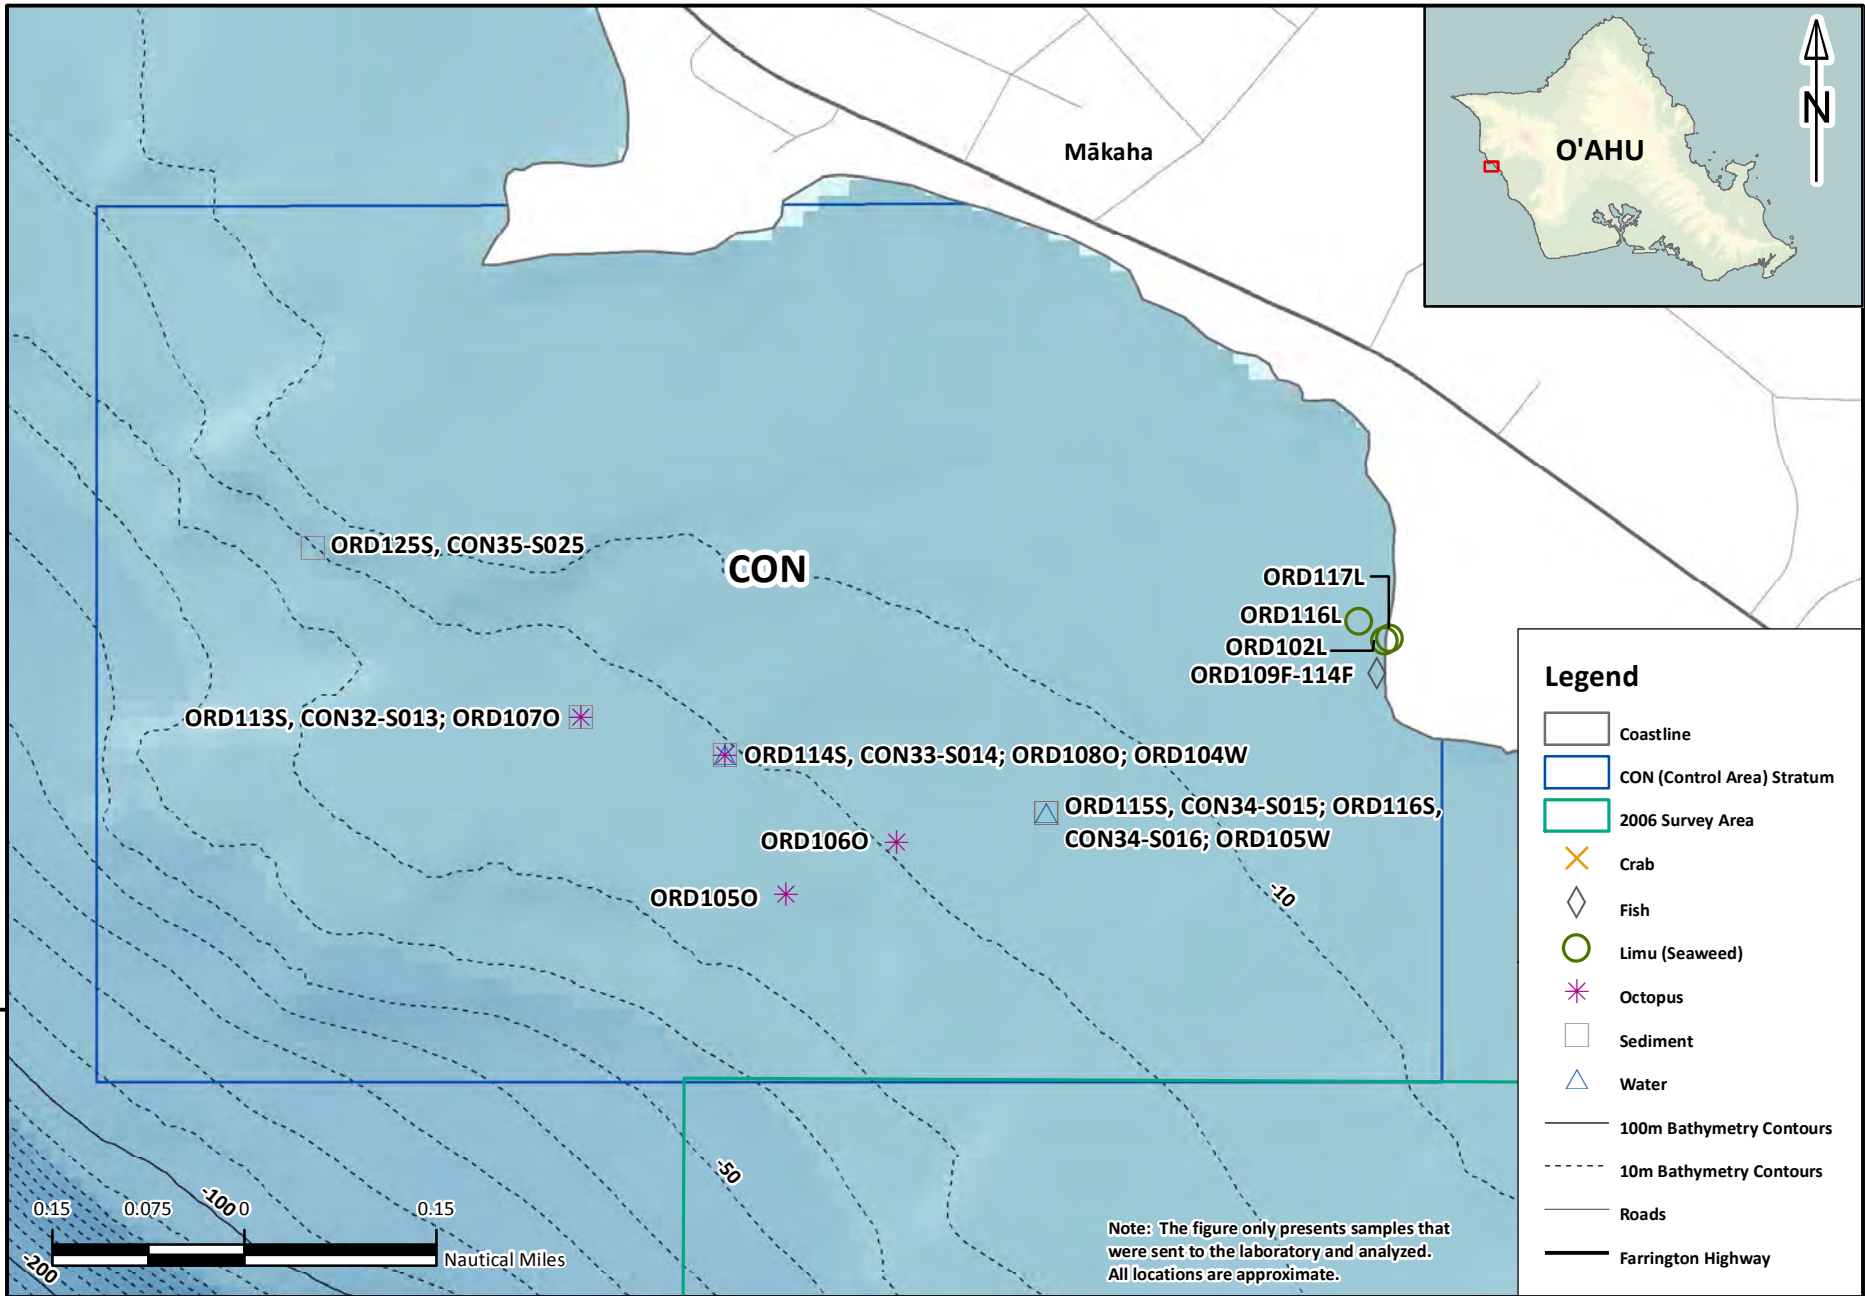 Mākaha
O'AHU
N
ORD125S, CON35-S025
CON
ORD117L
ORD116L
ORD102L
ORD109F-114F
ORD113S, CON32-S013; ORD107O
ORD114S, CON33-S014; ORD108O; ORD104W
ORD115S, CON34-S015; ORD116S,
CON34-S016; ORD105W
ORD106O
ORD105O
-10
-50
-100
-200
0.15 0.075 0 0.15
Nautical Miles
Note: The figure only presents samples that
were sent to the laboratory and analyzed.
All locations are approximate.
Legend
Coastline
CON (Control Area) Stratum
2006 Survey Area
Crab
Fish
Limu (Seaweed)
Octopus
Sediment
Water
100m Bathymetry Contours
10m Bathymetry Contours
Roads
Farrington Highway